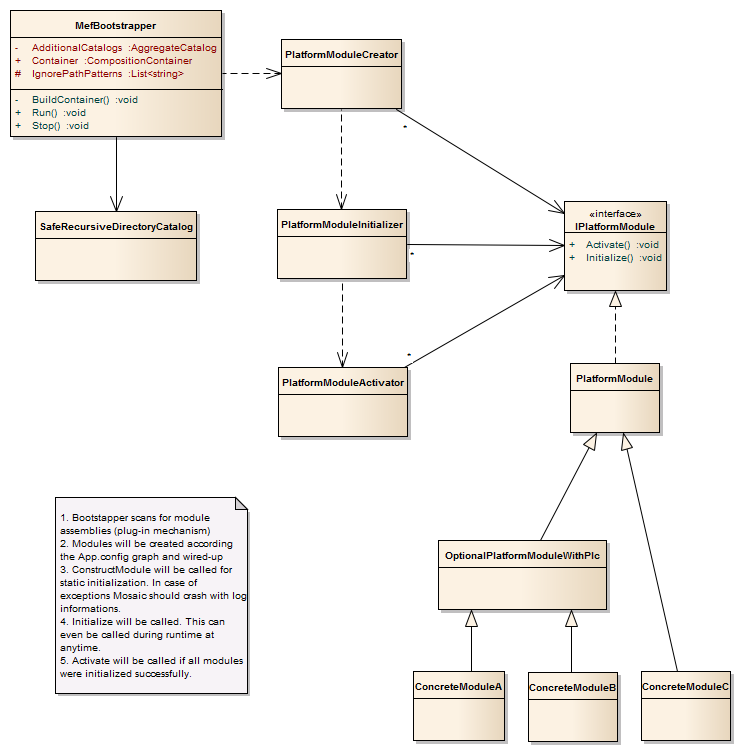 MefBootstrapper
- AdditionalCatalogs :AggregateCatalog
+ Container :CompositionContainer
# IgnorePathPatterns :List<string>
- BuildContainer() :void
+ Run() :void
+ Stop() :void
PlatformModuleCreator
*
SafeRecursiveDirectoryCatalog
PlatformModuleInitializer
*
«interface»
IPlatformModule
+ Activate() :void
+ Initialize() :void
*
PlatformModuleActivator
PlatformModule
1. Bootstapper scans for module
assemblies (plug-in mechanism)
2. Modules will be created according
the App.config graph and wired-up
3. ConstructModule will be called for
static initialization. In case of
exceptions Mosaic should crash with log
informations.
4. Initialize will be called. This can
even be called during runtime at
anytime.
5. Activate will be called if all modules
were initialized successfully.
OptionalPlatformModuleWithPlc
ConcreteModuleA
ConcreteModuleB
ConcreteModuleC